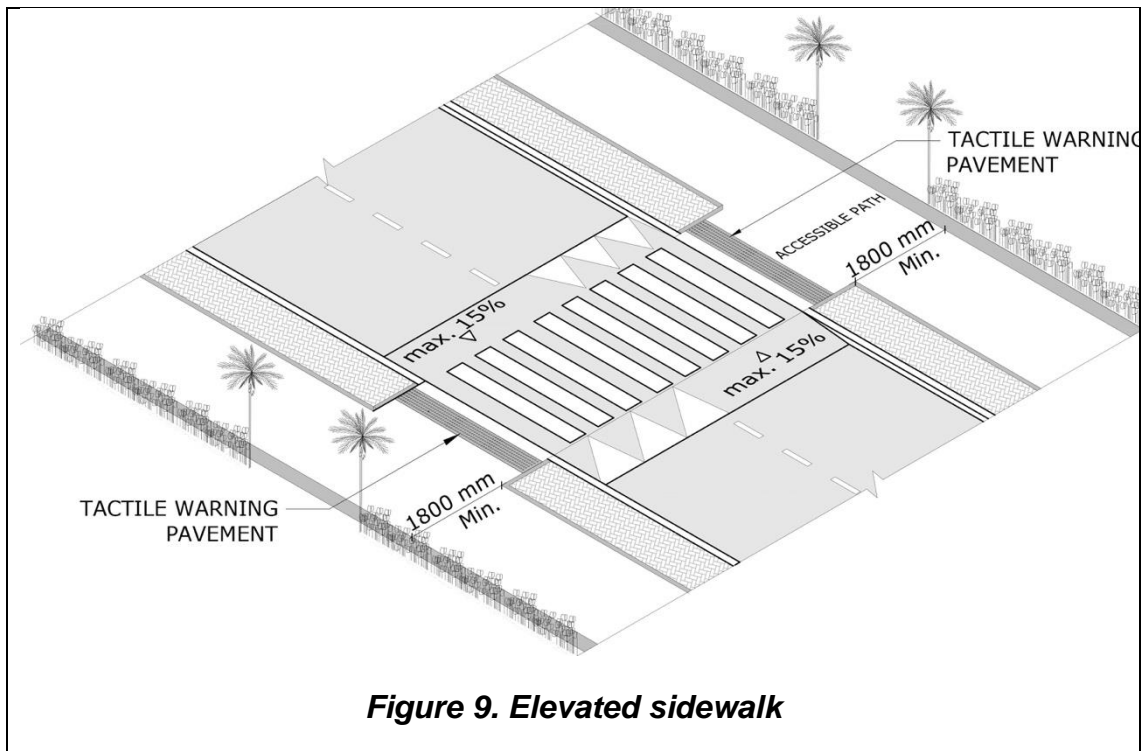 TACTILE WARNING
PAVEMENT
ACCESSIBLE PATH
1800 mm
Min.
max. 15%
max. 15%
TACTILE WARNING
PAVEMENT
1800 mm
Min.
Figure 9. Elevated sidewalk